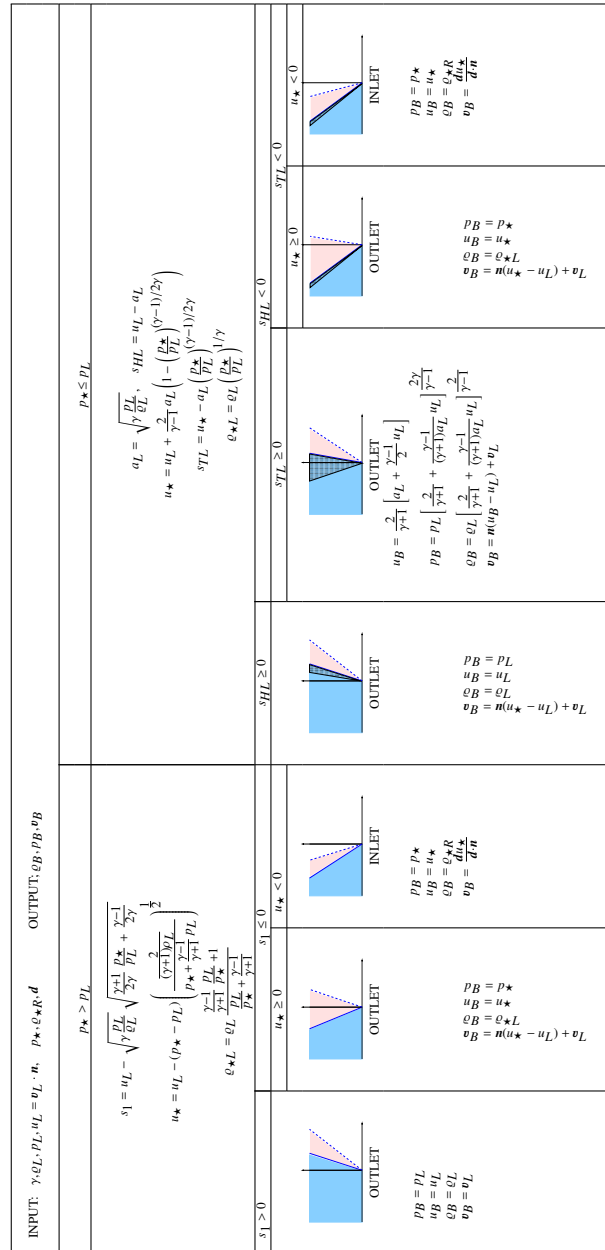 INPUT: γ, ϱ_L, p_L, u_L = v_L · n, p_★, ϱ_★R, d OUTPUT: ϱ_B, p_B, v_B
p_★ > p_L
s_1 = u_L − √(γ p_L/ϱ_L) √((γ+1)/(2γ) p_★/p_L + (γ−1)/(2γ))
u_★ = u_L − (p_★ − p_L) ( (2/((γ+1)ϱ_L)) / (p_★ + (γ−1)/(γ+1) p_L) )^(1/2)
ϱ_★L = ϱ_L ((γ−1)/(γ+1) p_L/p_★ + 1) / (p_L/p_★ + (γ−1)/(γ+1))
s_1 > 0
OUTLET
p_B = p_L
u_B = u_L
ϱ_B = ϱ_L
v_B = v_L
s_1 ≤ 0
u_★ ≥ 0
OUTLET
p_B = p_★
u_B = u_★
ϱ_B = ϱ_★L
v_B = n(u_★ − u_L) + v_L
u_★ < 0
INLET
p_B = p_★
u_B = u_★
ϱ_B = ϱ_★R
v_B = du_★/(d·n)
p_★ ≤ p_L
a_L = √(γ p_L/ϱ_L), s_HL = u_L − a_L
u_★ = u_L + 2/(γ−1) a_L (1 − (p_★/p_L)^((γ−1)/2γ))
s_TL = u_★ − a_L (p_★/p_L)^((γ−1)/2γ)
ϱ_★L = ϱ_L (p_★/p_L)^(1/γ)
s_HL ≥ 0
OUTLET
p_B = p_L
u_B = u_L
ϱ_B = ϱ_L
v_B = n(u_★ − u_L) + v_L
s_HL < 0
s_TL ≥ 0
OUTLET
u_B = 2/(γ+1) [a_L + (γ−1)/2 u_L]
p_B = p_L [2/(γ+1) + (γ−1)/((γ+1)a_L) u_L]^(2γ/(γ−1))
ϱ_B = ϱ_L [2/(γ+1) + (γ−1)/((γ+1)a_L) u_L]^(2/(γ−1))
v_B = n(u_B − u_L) + v_L
s_TL < 0
u_★ ≥ 0
OUTLET
p_B = p_★
u_B = u_★
ϱ_B = ϱ_★L
v_B = n(u_★ − u_L) + v_L
u_★ < 0
INLET
p_B = p_★
u_B = u_★
ϱ_B = ϱ_★R
v_B = du_★/(d·n)